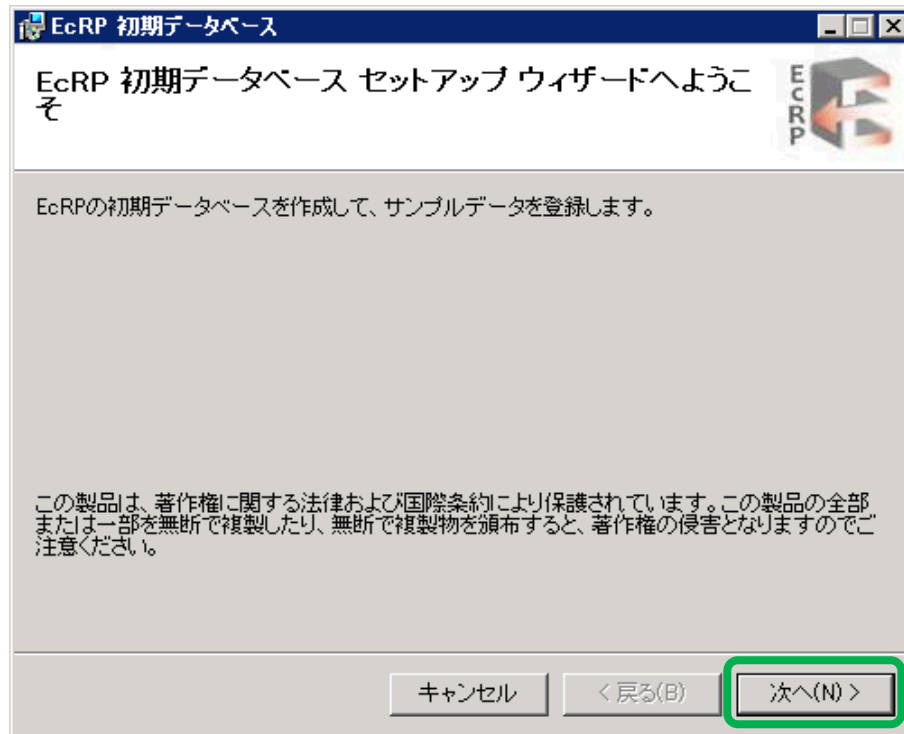 EcRP 初期データベース
EcRP 初期データベース セットアップ ウィザードへようこ
そ
EcRP
EcRPの初期データベースを作成して、サンプルデータを登録します。
この製品は、著作権に関する法律および国際条約により保護されています。この製品の全部
または一部を無断で複製したり、無断で複製物を頒布すると、著作権の侵害となりますのでご
注意ください。
キャンセル
< 戻る(B)
次へ(N) >